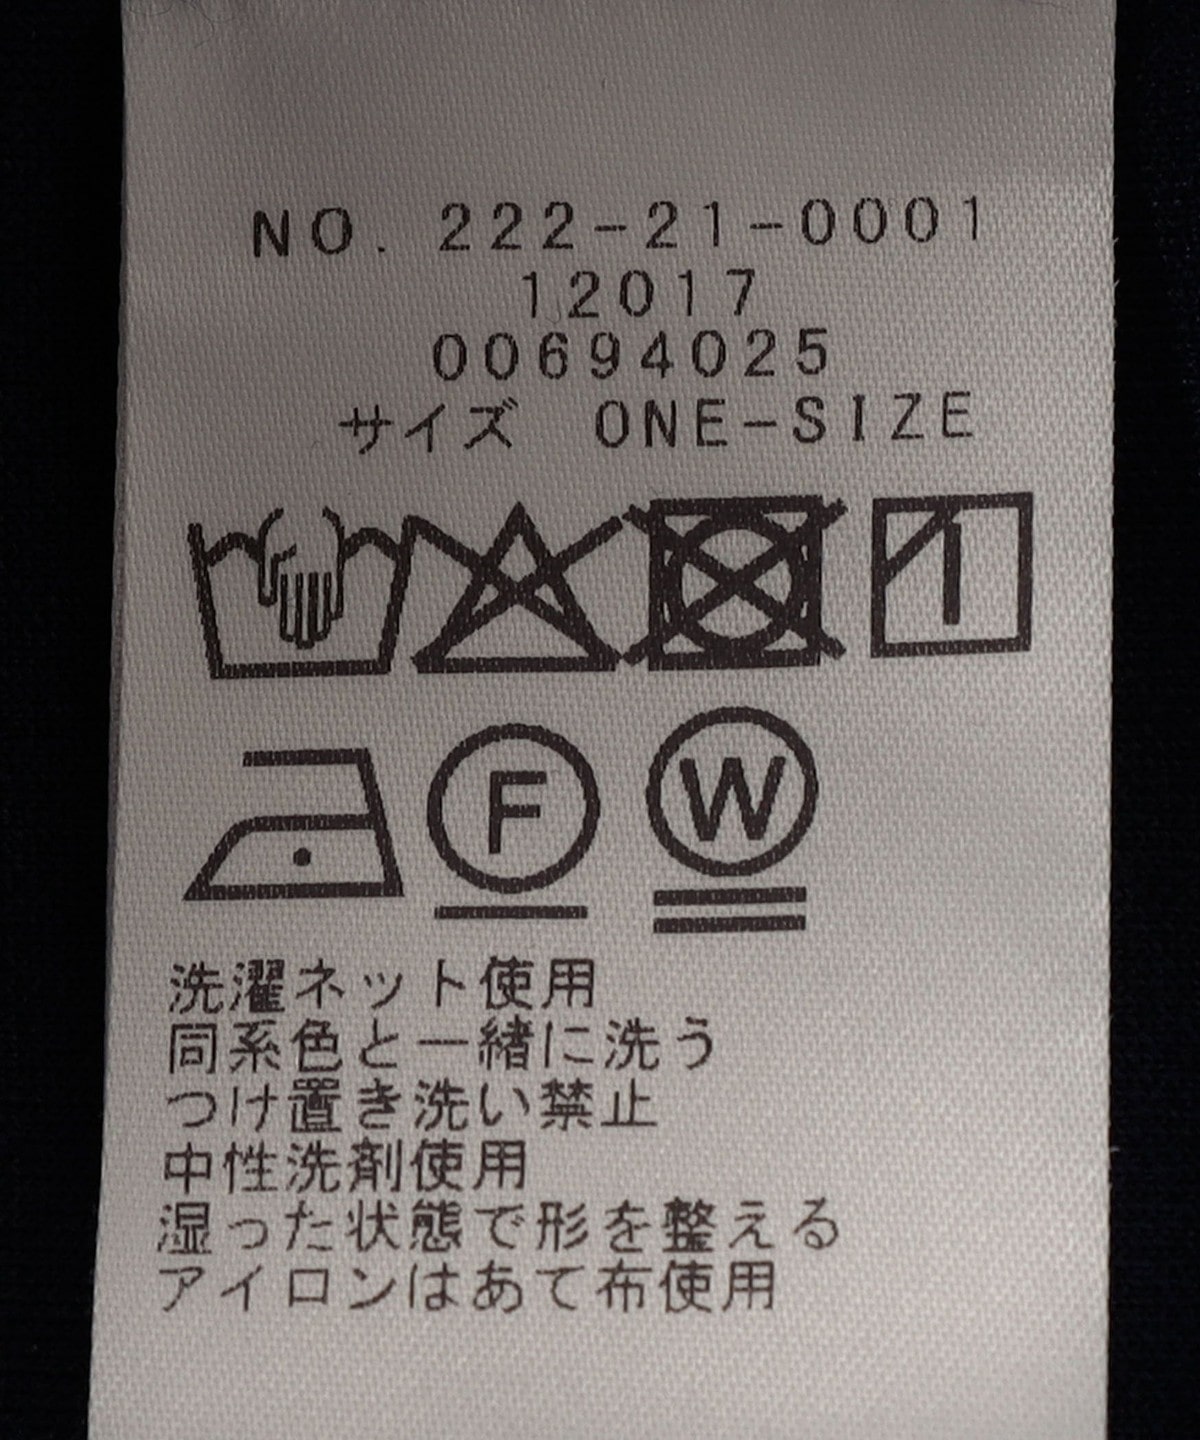 NO. 222-21-0001
12017
00694025
サイズ ONE-SIZE
F W
洗濯ネット使用
同系色と一緒に洗う
つけ置き洗い禁止
中性洗剤使用
湿った状態で形を整える
アイロンはあて布使用